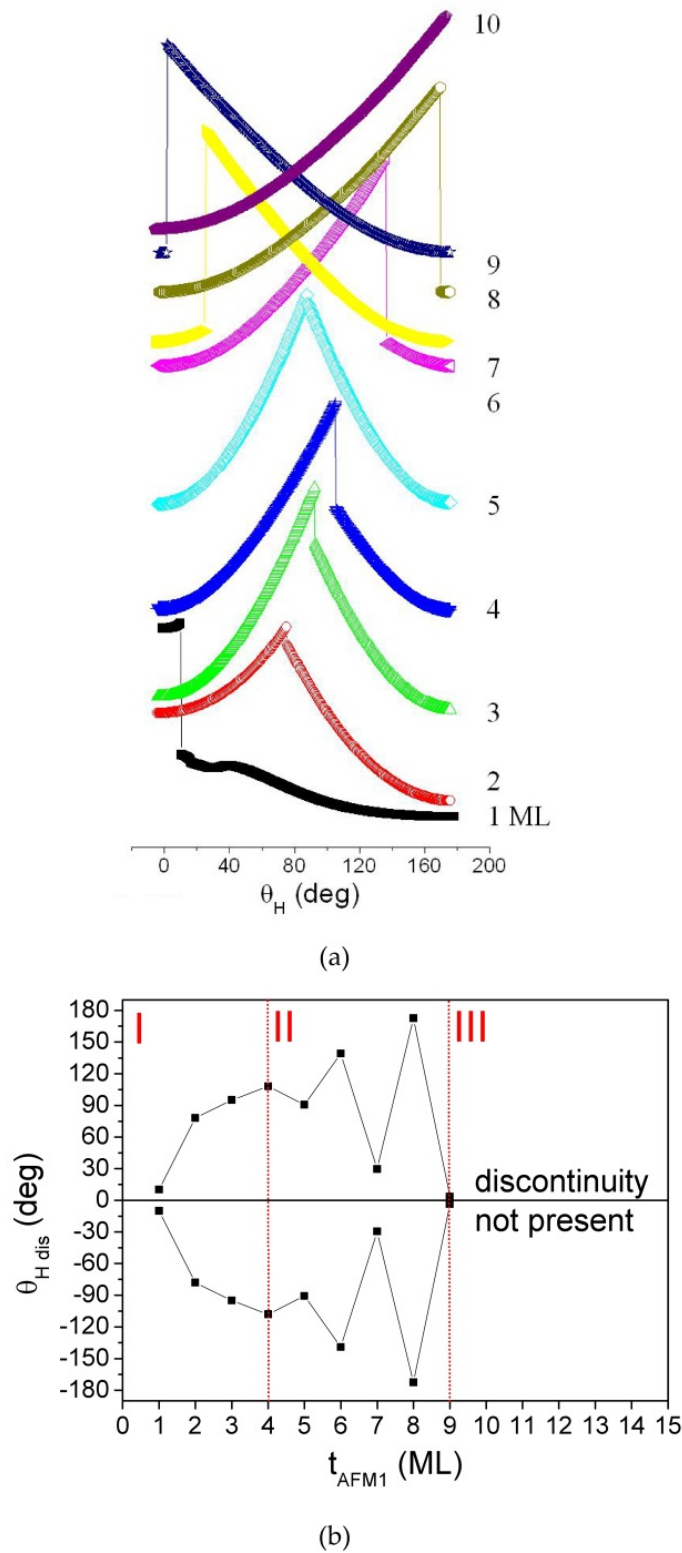 10
9
8
7
6
5
4
3
2
1 ML
0 40 80 120 160 200
θH (deg)
(a)
180
150
120
90
60
30
0
-30
-60
-90
-120
-150
-180
I II III
discontinuity
not present
θH dis (deg)
0 1 2 3 4 5 6 7 8 9 10 11 12 13 14 15
tAFM1 (ML)
(b)